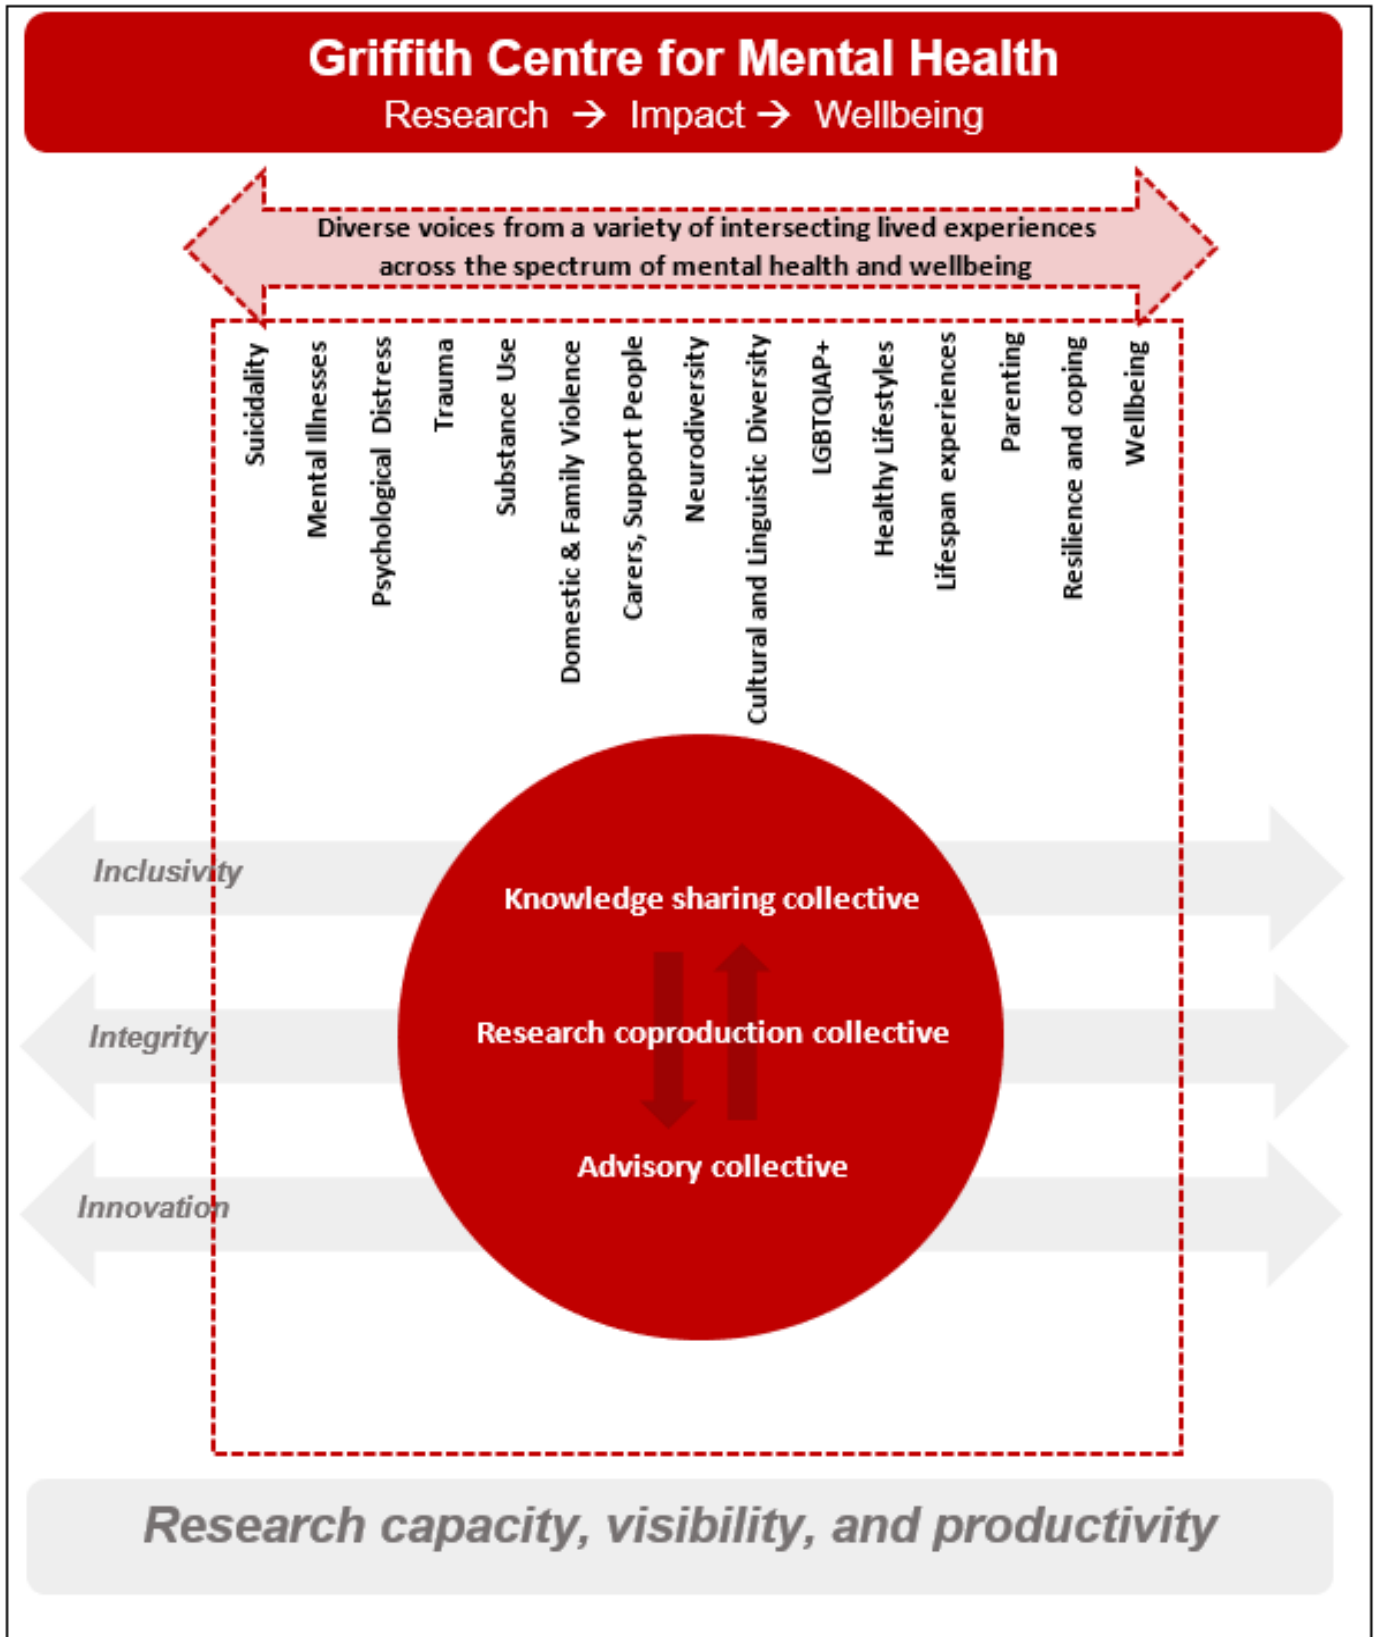 Griffith Centre for Mental Health
Research → Impact → Wellbeing
Diverse voices from a variety of intersecting lived experiences
across the spectrum of mental health and wellbeing
Suicidality
Mental Illnesses
Psychological Distress
Trauma
Substance Use
Domestic & Family Violence
Carers, Support People
Neurodiversity
Cultural and Linguistic Diversity
LGBTQIAP+
Healthy Lifestyles
Lifespan experiences
Parenting
Resilience and coping
Wellbeing
Inclusivity
Knowledge sharing collective
Integrity
Research coproduction collective
Advisory collective
Innovation
Research capacity, visibility, and productivity